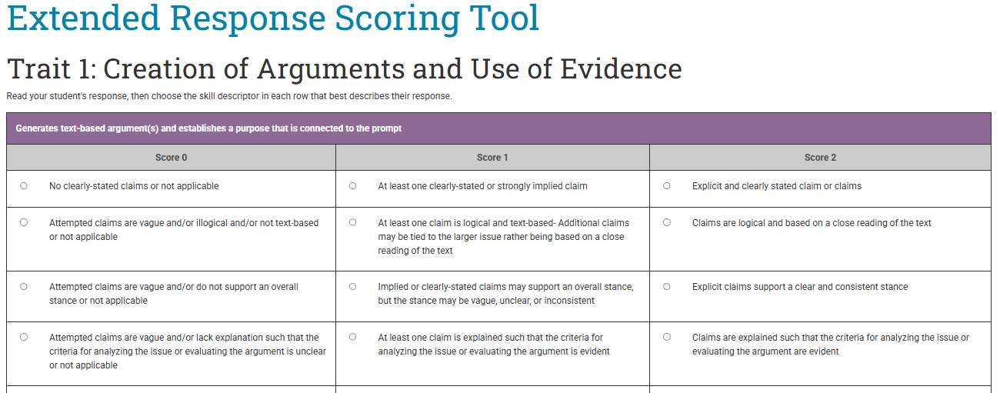 Extended Response Scoring Tool
Trait 1: Creation of Arguments and Use of Evidence
Read your student's response, then choose the skill descriptor in each row that best describes their response.
Generates text-based argument(s) and establishes a purpose that is connected to the prompt
Score 0
Score 1
Score 2
No clearly-stated claims or not applicable
At least one clearly-stated or strongly implied claim
Explicit and clearly stated claim or claims
Attempted claims are vague and/or illogical and/or not text-based
or not applicable
At least one claim is logical and text-based- Additional claims
may be tied to the larger issue rather being based on a close
reading of the text
Claims are logical and based on a close reading of the text
Attempted claims are vague and/or do not support an overall
stance or not applicable
Implied or clearly-stated claims may support an overall stance,
but the stance may be vague, unclear, or inconsistent
Explicit claims support a clear and consistent stance
Attempted claims are vague and/or lack explanation such that the
criteria for analyzing the issue or evaluating the argument is unclear
or not applicable
At least one claim is explained such that the criteria for
analyzing the issue or evaluating the argument is evident
Claims are explained such that the criteria for analyzing the issue or
evaluating the argument are evident